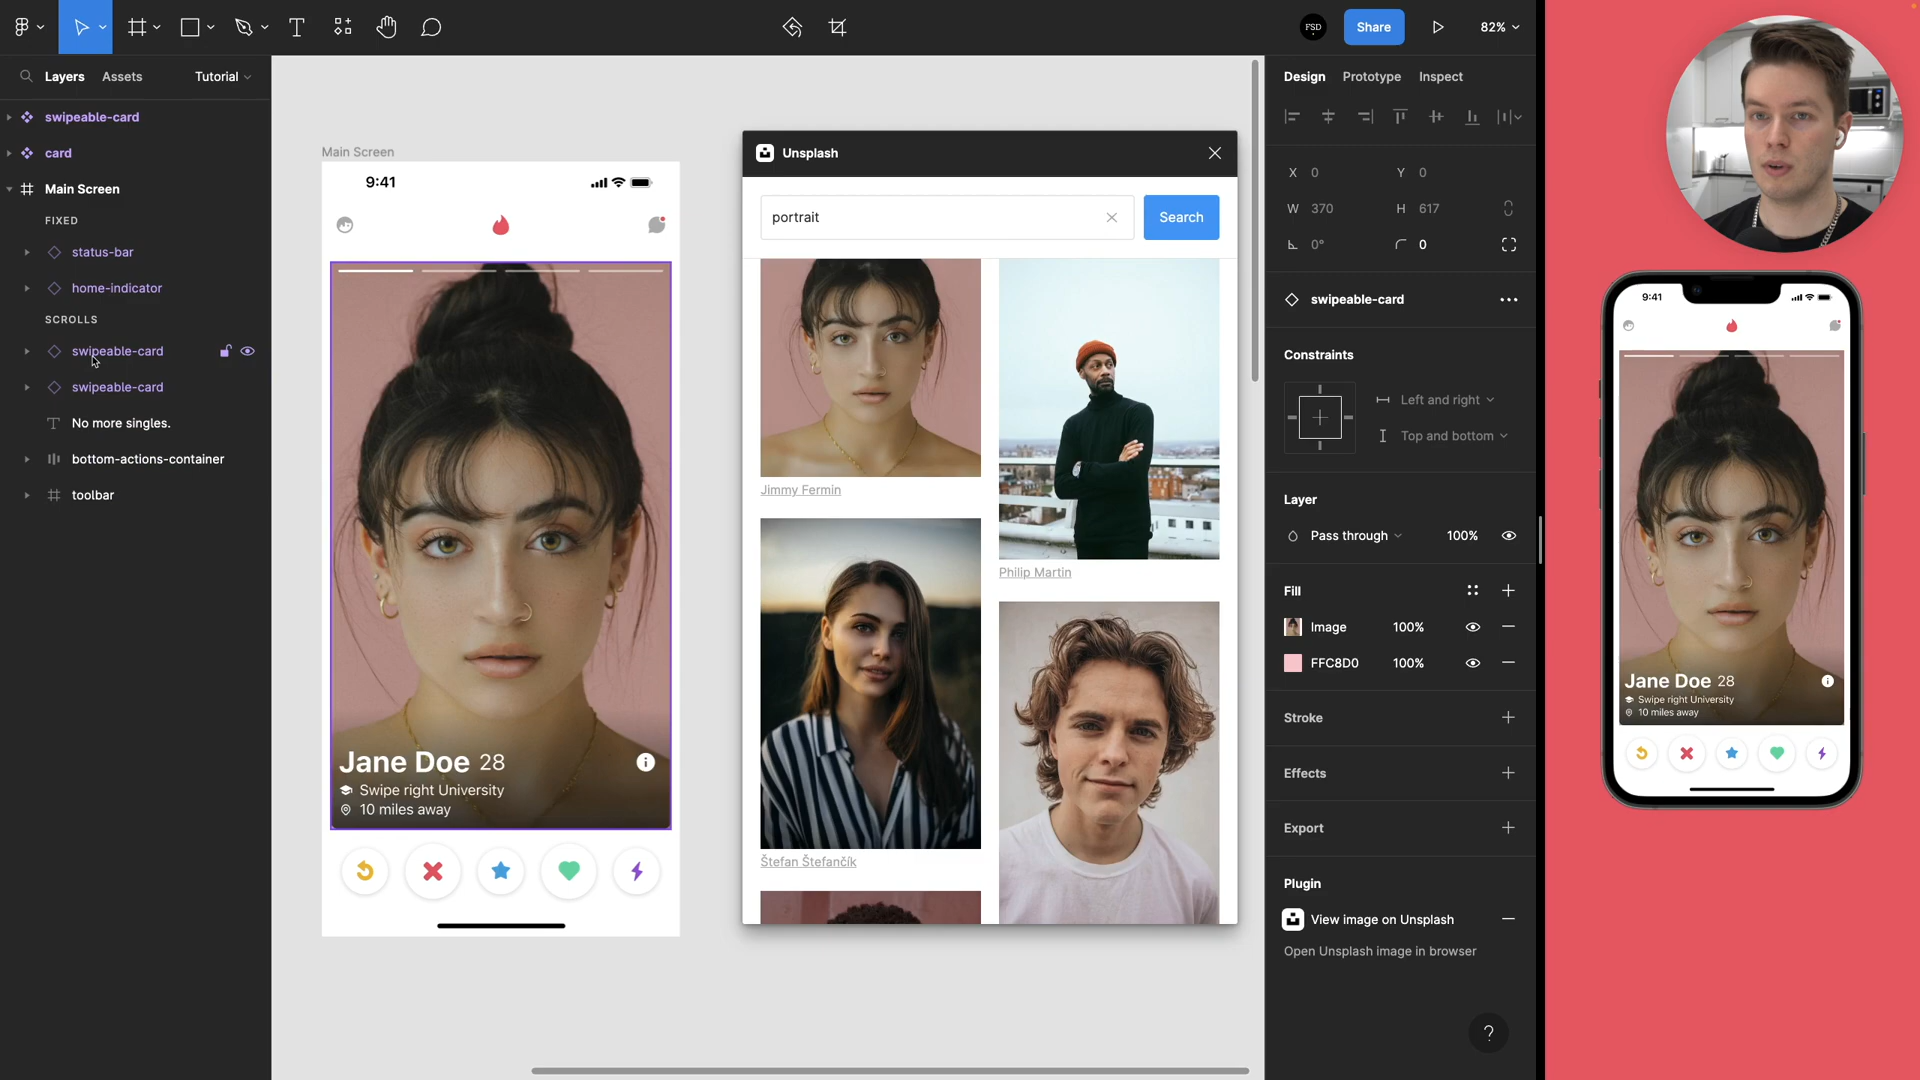 Share
82%
FSD
Layers
Assets
Tutorial
swipeable-card
card
Main Screen
FIXED
status-bar
home-indicator
SCROLLS
swipeable-card
swipeable-card
No more singles.
bottom-actions-container
toolbar
Main Screen
9:41
Jane Doe 28
Swipe right University
10 miles away
Unsplash
portrait
Search
Jimmy Fermin
Philip Martin
Štefan Štefančík
Design
Prototype
Inspect
X 0
Y 0
W 370
H 617
0°
0
swipeable-card
Constraints
Left and right
Top and bottom
Layer
Pass through
100%
Fill
Image 100%
FFC8D0 100%
Stroke
Effects
Export
Plugin
View image on Unsplash
Open Unsplash image in browser
?
9:41
Jane Doe 28
Swipe right University
10 miles away